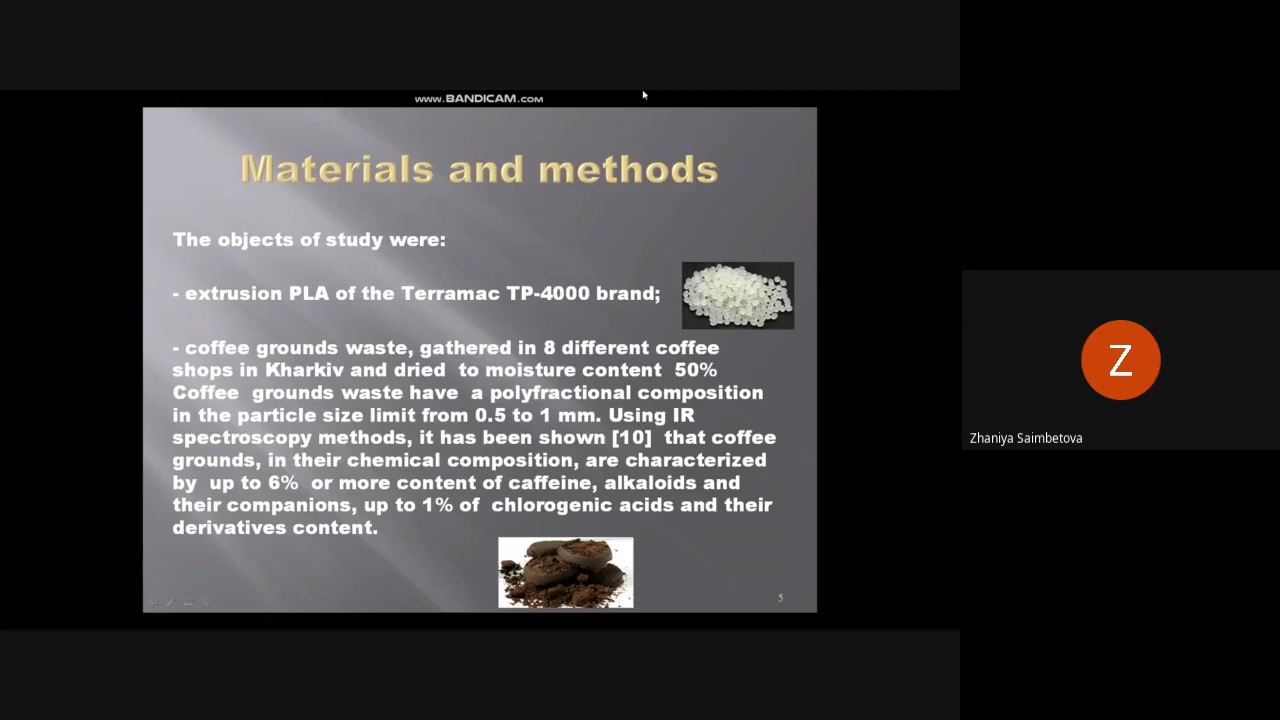 www.BANDICAM.com
Materials and methods
The objects of study were:
- extrusion PLA of the Terramac TP-4000 brand;
- coffee grounds waste, gathered in 8 different coffee
shops in Kharkiv and dried to moisture content 50%
Coffee grounds waste have a polyfractional composition
in the particle size limit from 0.5 to 1 mm. Using IR
spectroscopy methods, it has been shown [10] that coffee
grounds, in their chemical composition, are characterized
by up to 6% or more content of caffeine, alkaloids and
their companions, up to 1% of chlorogenic acids and their
derivatives content.
5
Z
Zhaniya Saimbetova